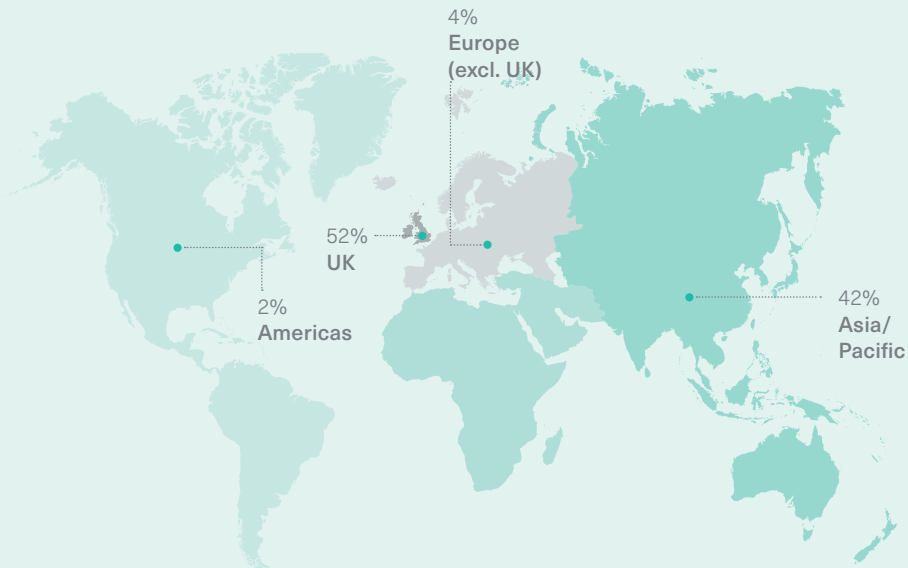 4%
Europe
(excl. UK)
52%
UK
2%
Americas
42%
Asia/
Pacific